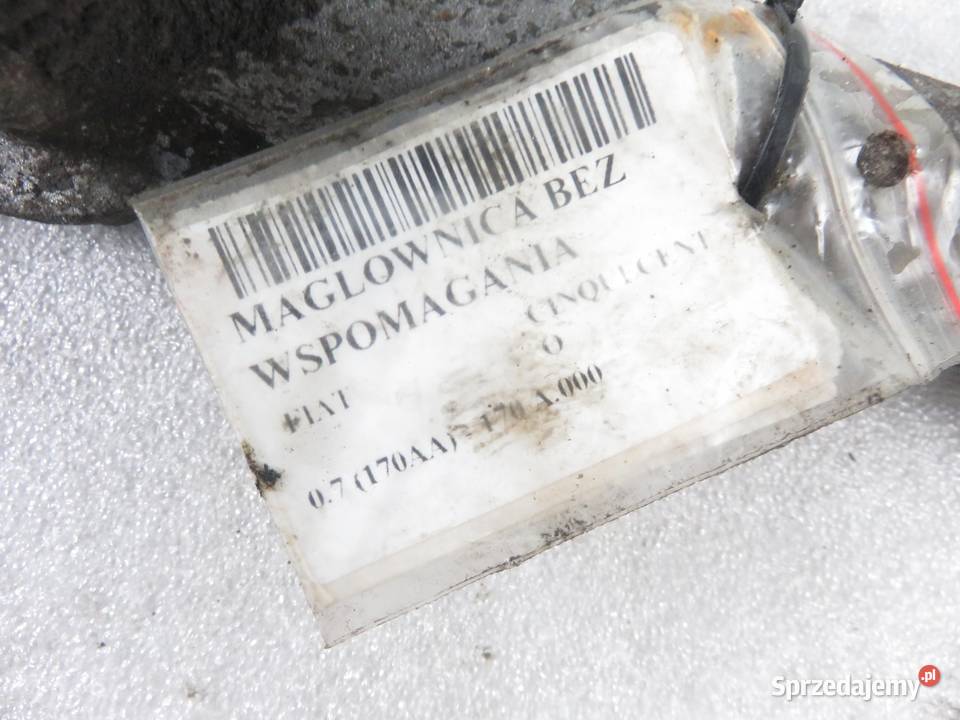 MAGLOWNICA BEZ
WSPOMAGANIA
FIAT CINQUECENT
O
0.7 (170AA) - 170 A.000
Sprzedajemy.pl